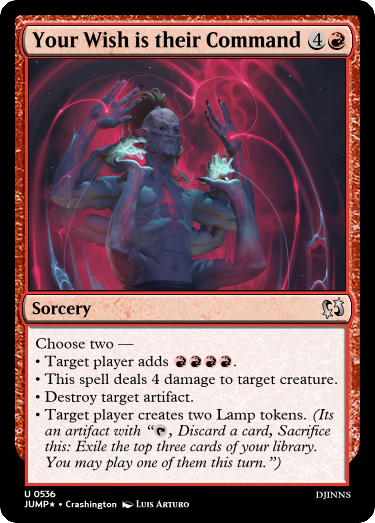 Your Wish is their Command 4
Sorcery
Choose two —
• Target player adds .
• This spell deals 4 damage to target creature.
• Destroy target artifact.
• Target player creates two Lamp tokens. (Its
an artifact with “, Discard a card, Sacrifice
this: Exile the top three cards of your library.
You may play one of them this turn.”)
U 0536
JUMP★ • Crashington Luis Arturo
DJINNS